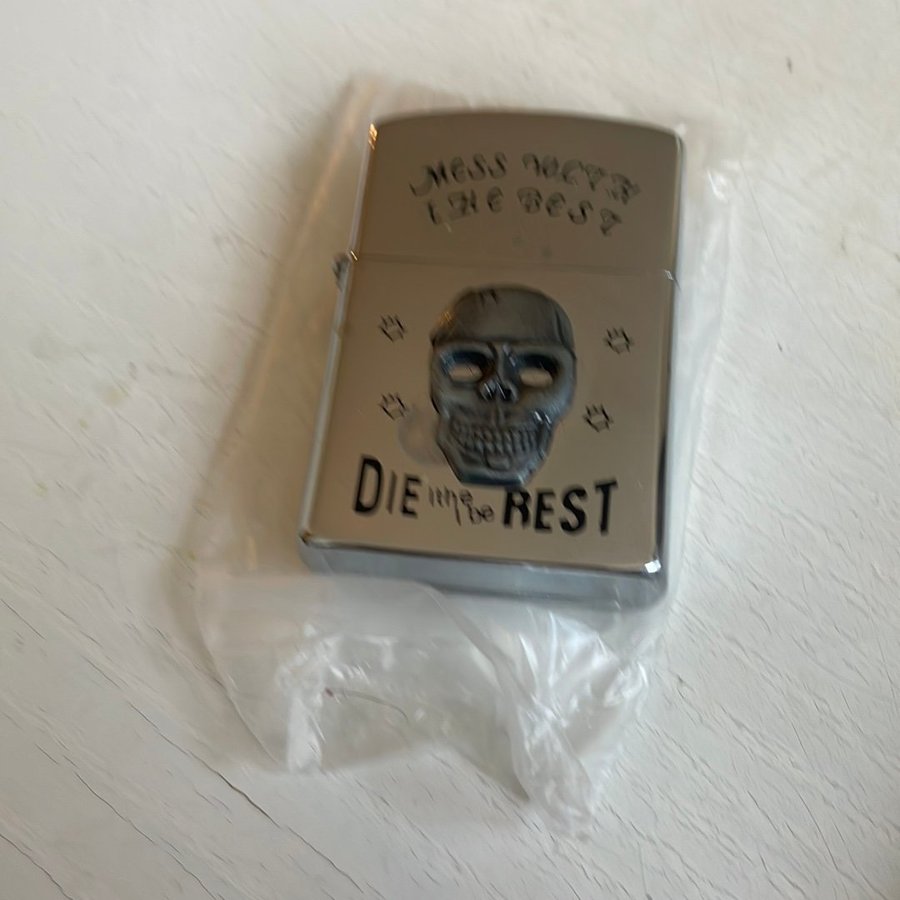 MESS WITH
THE BEST
DIE REST